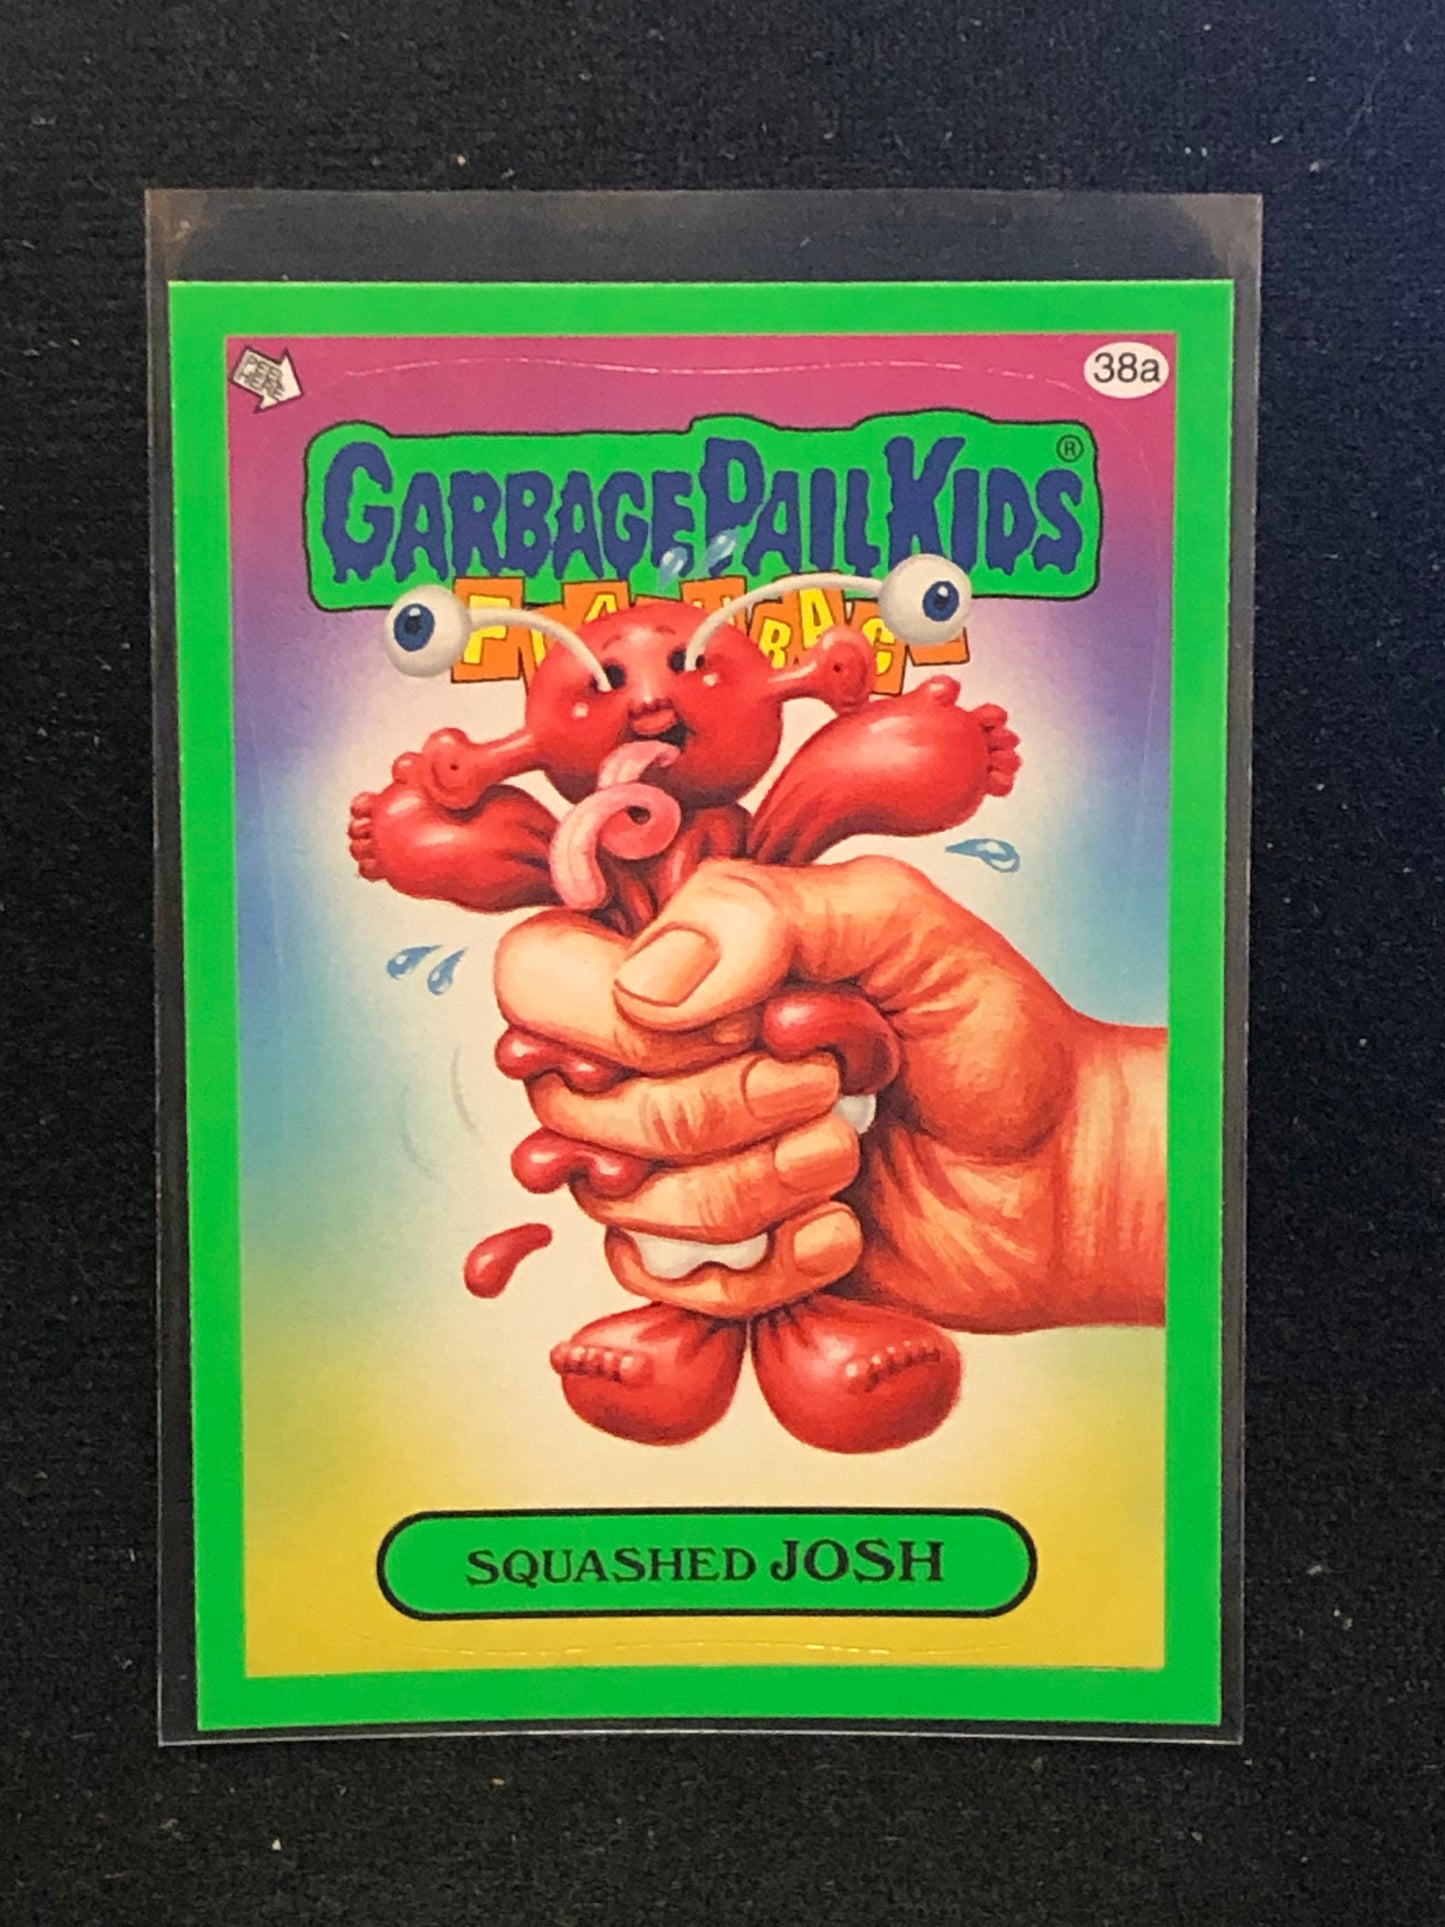 PEEL HERE
38a
GARBAGE PAIL KIDS®
SQUASHED JOSH